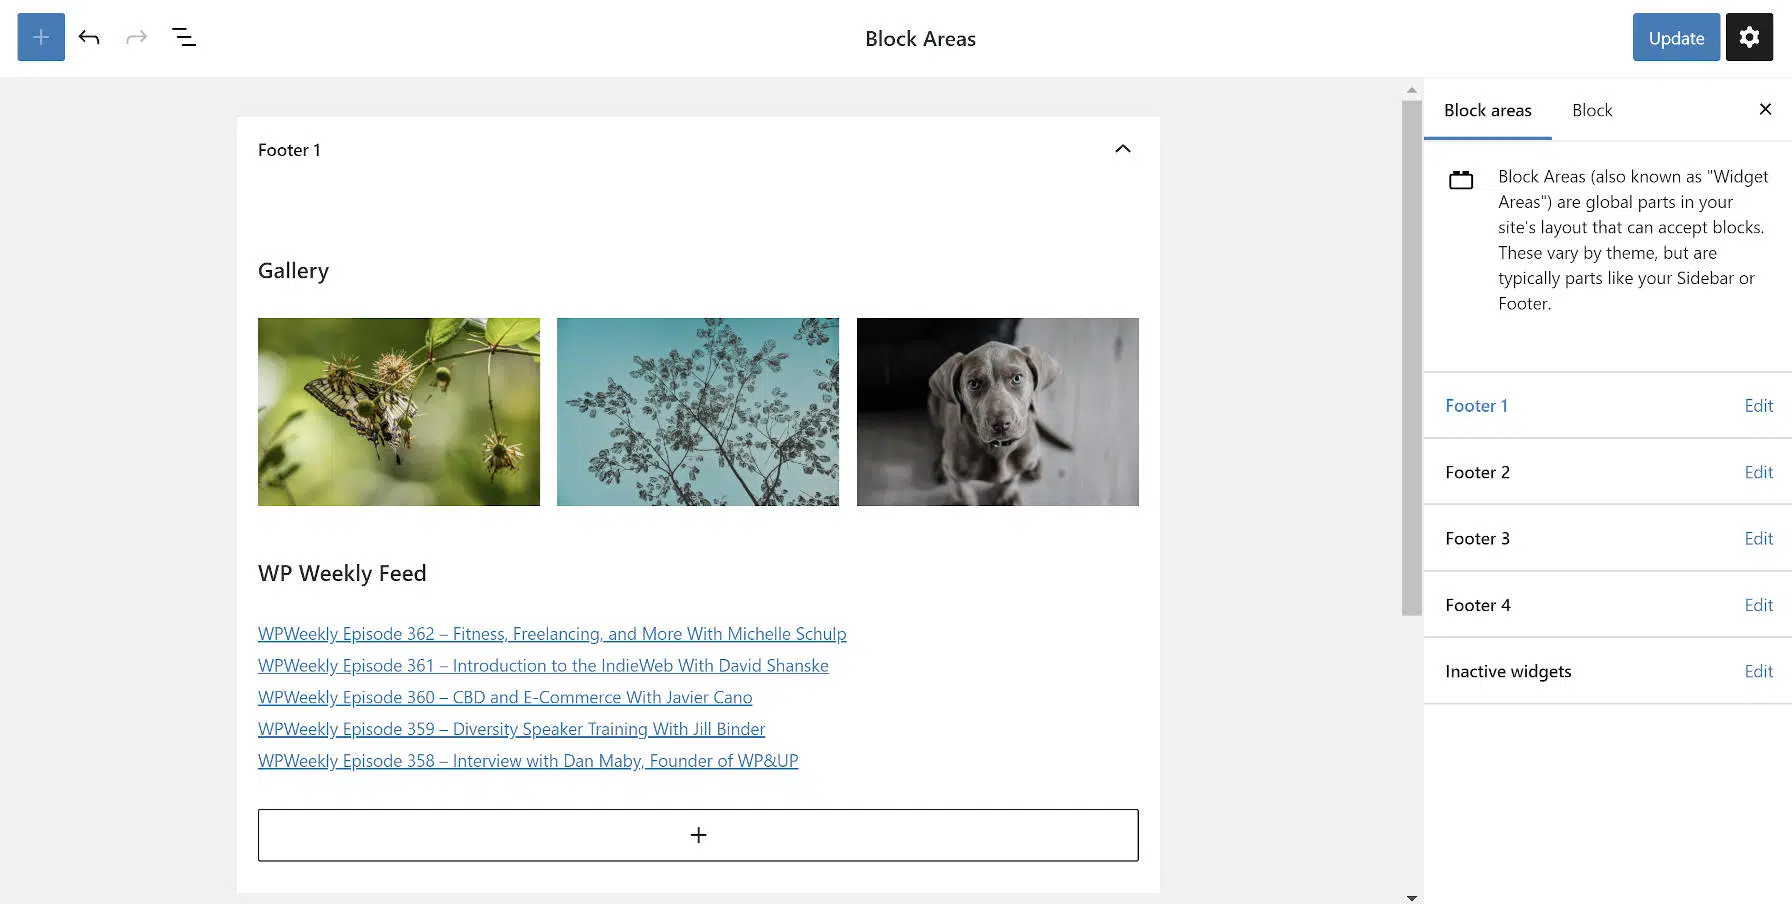 Block Areas
Update
Footer 1
Gallery
WP Weekly Feed
WPWeekly Episode 362 – Fitness, Freelancing, and More With Michelle Schulp
WPWeekly Episode 361 – Introduction to the IndieWeb With David Shanske
WPWeekly Episode 360 – CBD and E-Commerce With Javier Cano
WPWeekly Episode 359 – Diversity Speaker Training With Jill Binder
WPWeekly Episode 358 – Interview with Dan Maby, Founder of WP&UP
Block areas Block
Block Areas (also known as "Widget
Areas") are global parts in your
site's layout that can accept blocks.
These vary by theme, but are
typically parts like your Sidebar or
Footer.
Footer 1 Edit
Footer 2 Edit
Footer 3 Edit
Footer 4 Edit
Inactive widgets Edit